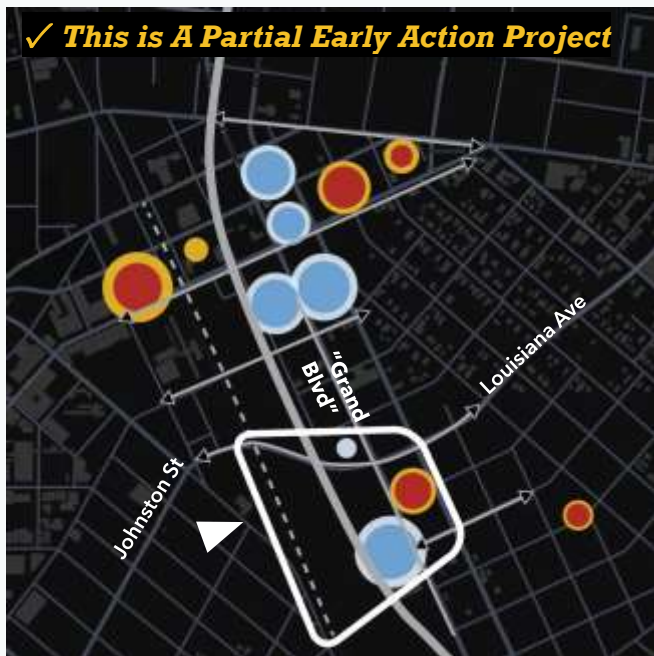 ✓ This is A Partial Early Action Project
Louisiana Ave
"Grand
Blvd"
Johnston St